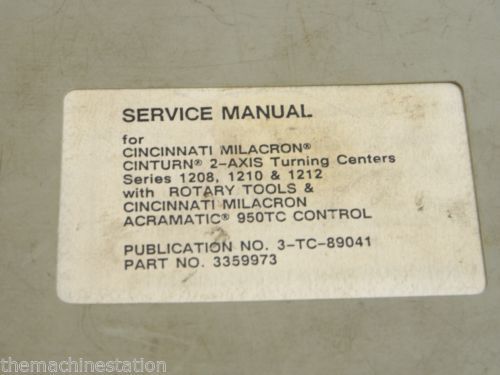 SERVICE MANUAL
for
CINCINNATI MILACRON®
CINTURN® 2-AXIS Turning Centers
Series 1208, 1210 & 1212
with ROTARY TOOLS &
CINCINNATI MILACRON
ACRAMATIC® 950TC CONTROL
PUBLICATION NO. 3-TC-89041
PART NO. 3359973
themachinestation